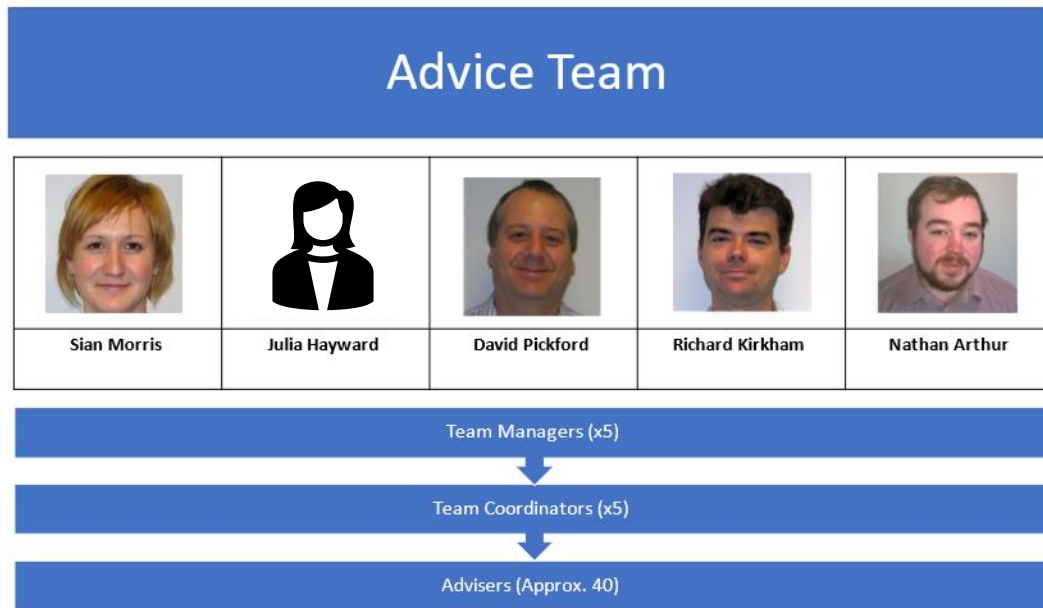 Advice Team
Sian Morris
Julia Hayward
David Pickford
Richard Kirkham
Nathan Arthur
Team Managers (x5)
Team Coordinators (x5)
Advisers (Approx. 40)